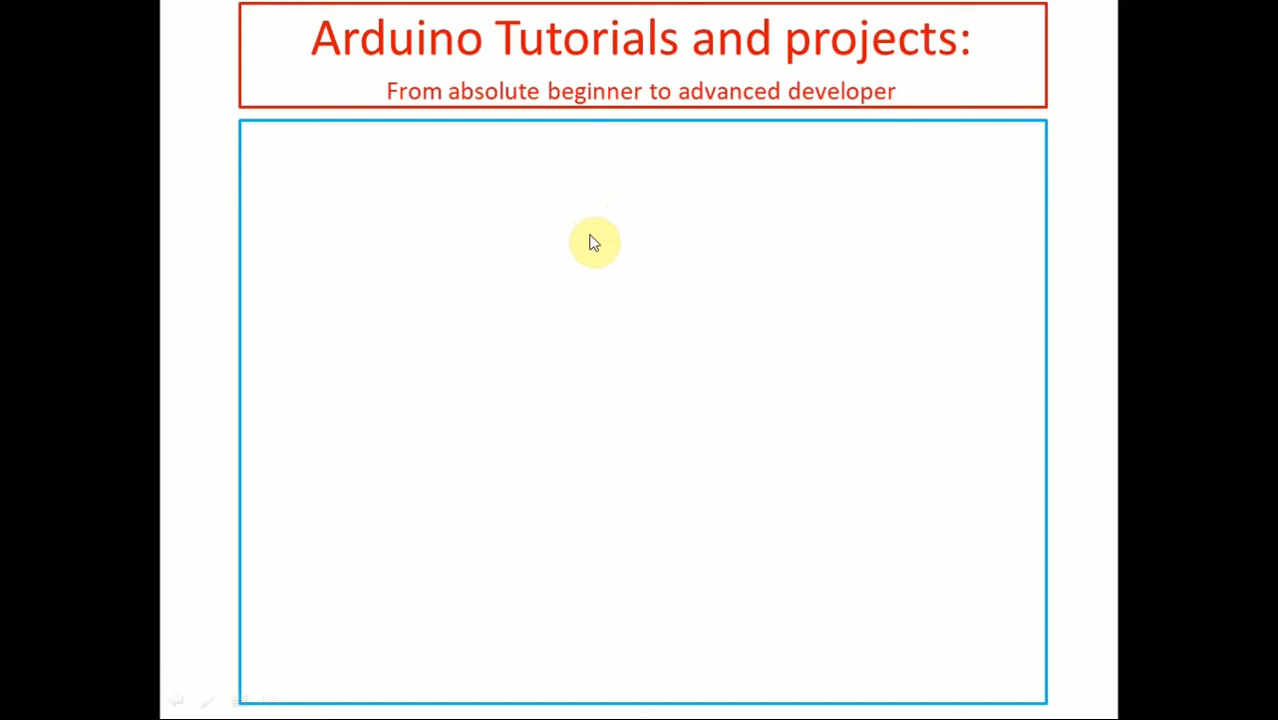 Arduino Tutorials and projects:
From absolute beginner to advanced developer